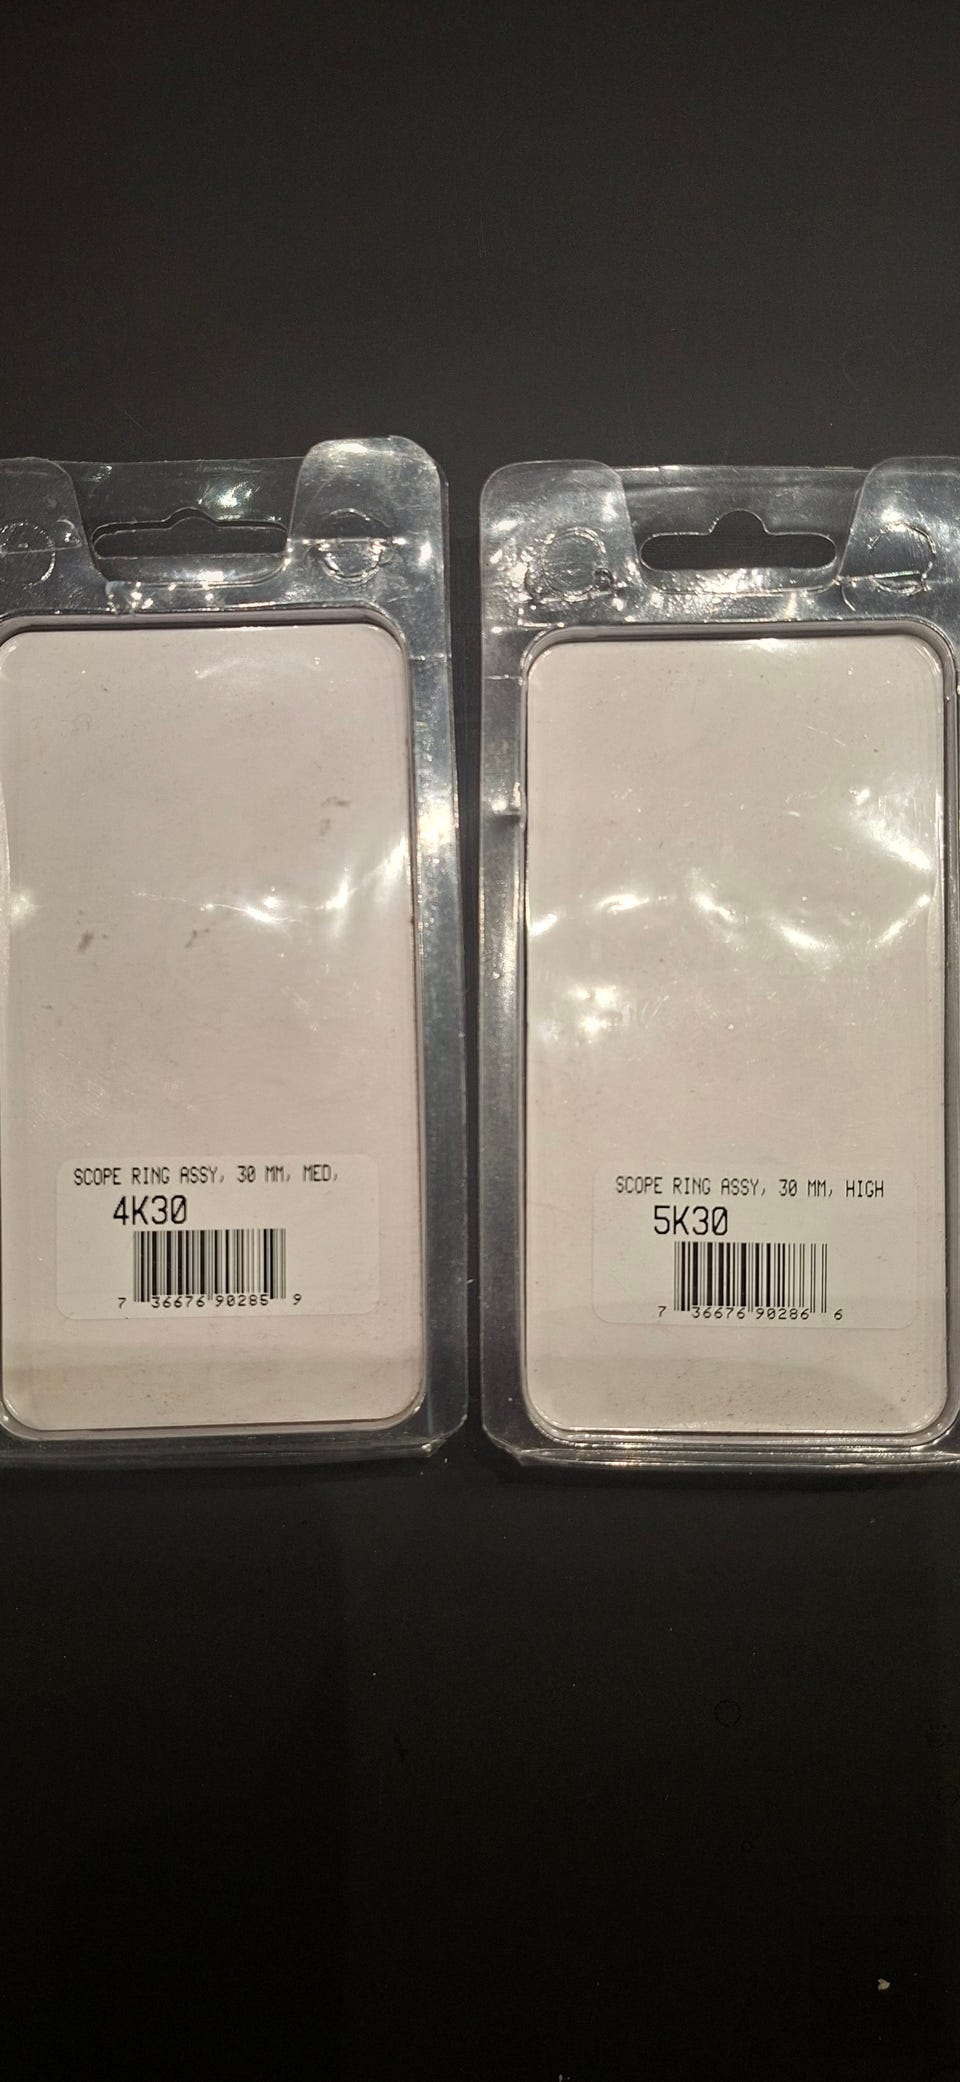 SCOPE RING ASSY, 30 MM, MED,
4K30
7 36676 90285 9
SCOPE RING ASSY, 30 MM, HIGH
5K30
7 36676 90286 6